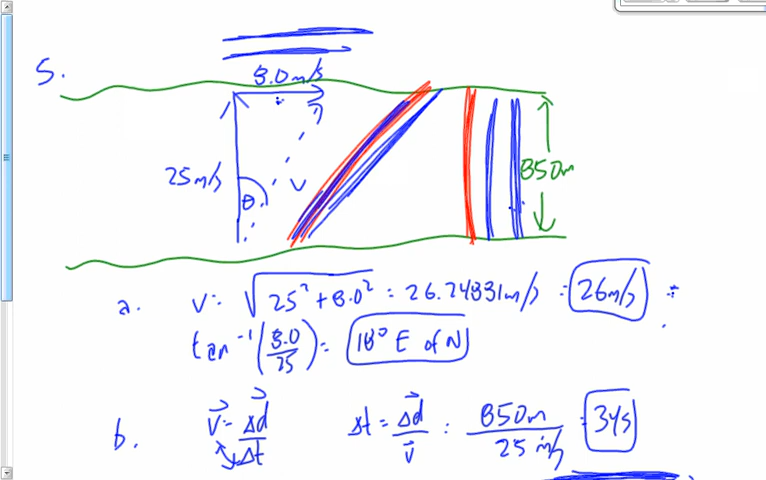 5.
8.0m/s
25m/s
θ
V
850m
a. V = √25² + 8.0² = 26.24831m/s = 26m/s ÷
tan⁻¹(8.0/25) = 18° E of N
b. v⃗ = Δd⃗/Δt Δt = Δd⃗/v⃗ = 850m/25 m/s = 34s